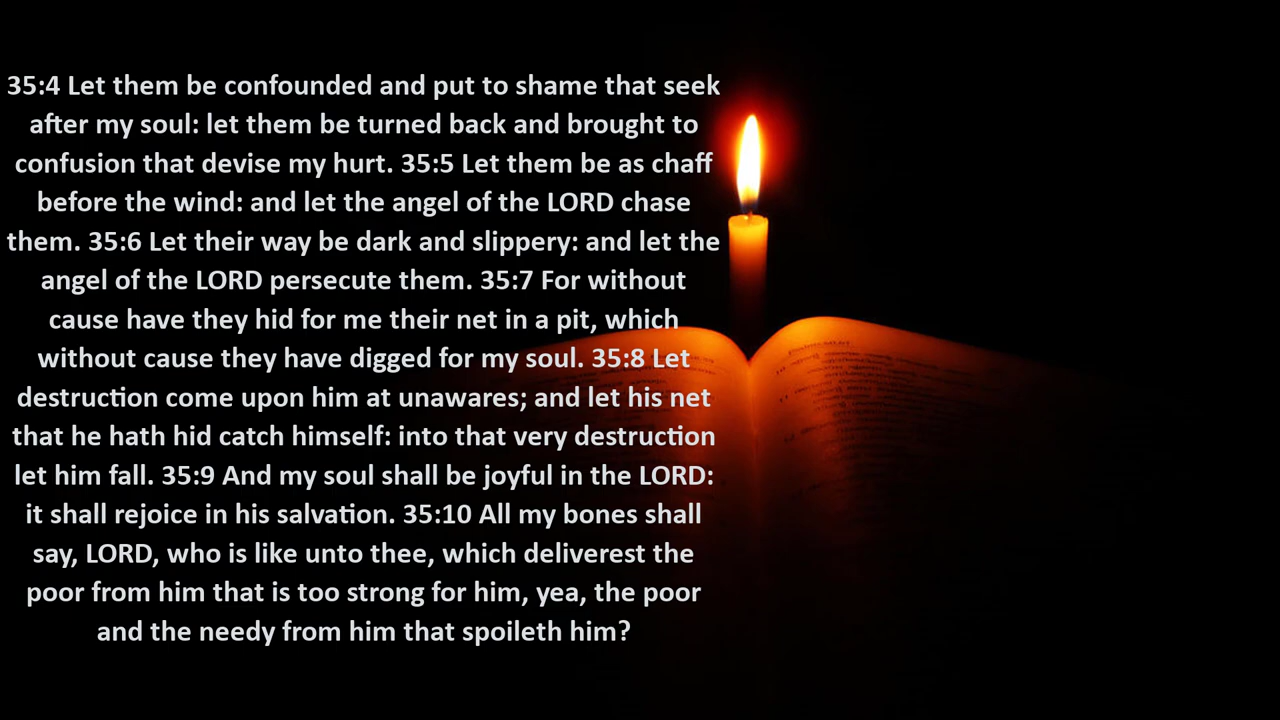 35:4 Let them be confounded and put to shame that seek
after my soul: let them be turned back and brought to
confusion that devise my hurt. 35:5 Let them be as chaff
before the wind: and let the angel of the LORD chase
them. 35:6 Let their way be dark and slippery: and let the
angel of the LORD persecute them. 35:7 For without
cause have they hid for me their net in a pit, which
without cause they have digged for my soul. 35:8 Let
destruction come upon him at unawares; and let his net
that he hath hid catch himself: into that very destruction
let him fall. 35:9 And my soul shall be joyful in the LORD:
it shall rejoice in his salvation. 35:10 All my bones shall
say, LORD, who is like unto thee, which deliverest the
poor from him that is too strong for him, yea, the poor
and the needy from him that spoileth him?